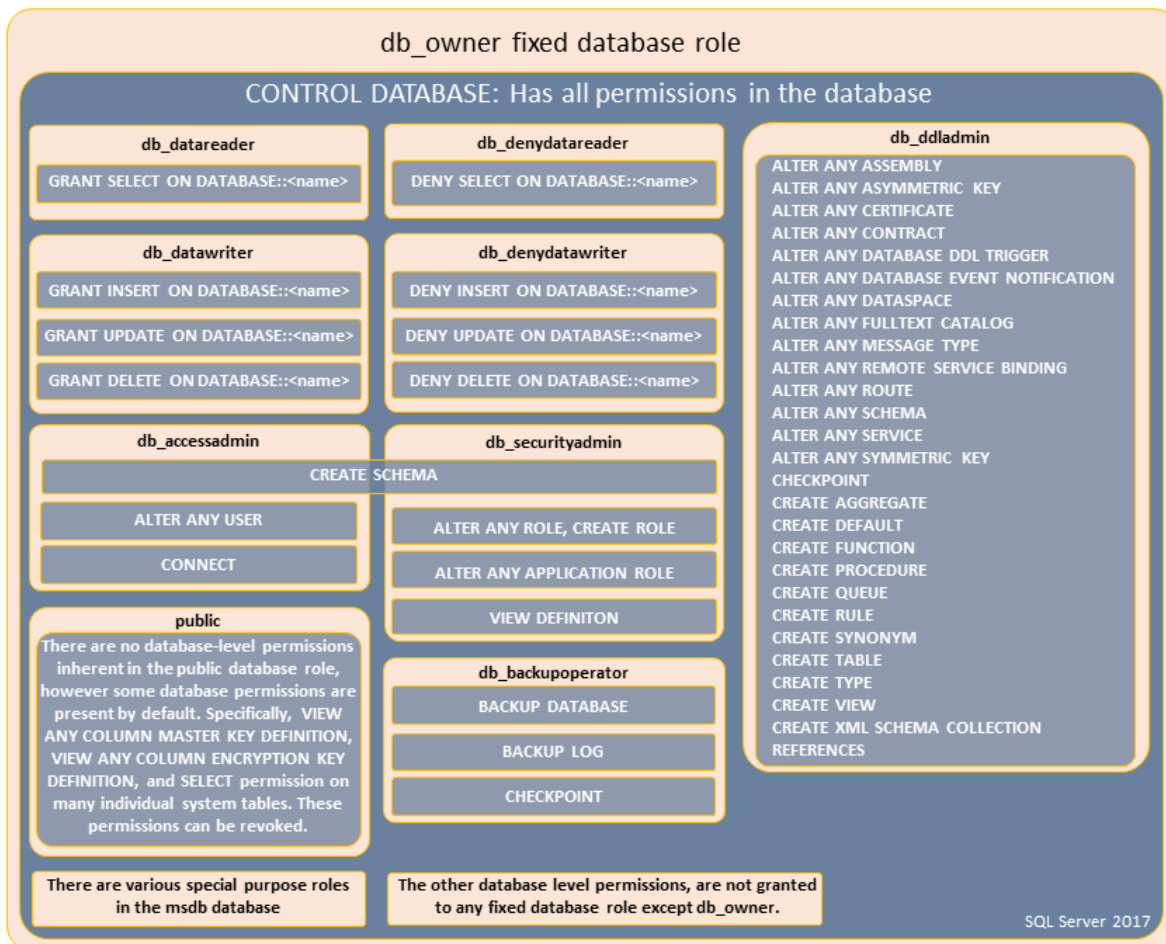 db_owner fixed database role
CONTROL DATABASE: Has all permissions in the database
db_datareader
GRANT SELECT ON DATABASE::<name>
db_denydatareader
DENY SELECT ON DATABASE::<name>
db_ddladmin
ALTER ANY ASSEMBLY
ALTER ANY ASYMMETRIC KEY
ALTER ANY CERTIFICATE
ALTER ANY CONTRACT
ALTER ANY DATABASE DDL TRIGGER
ALTER ANY DATABASE EVENT NOTIFICATION
ALTER ANY DATASPACE
ALTER ANY FULLTEXT CATALOG
ALTER ANY MESSAGE TYPE
ALTER ANY REMOTE SERVICE BINDING
ALTER ANY ROUTE
ALTER ANY SCHEMA
ALTER ANY SERVICE
ALTER ANY SYMMETRIC KEY
CHECKPOINT
CREATE AGGREGATE
CREATE DEFAULT
CREATE FUNCTION
CREATE PROCEDURE
CREATE QUEUE
CREATE RULE
CREATE SYNONYM
CREATE TABLE
CREATE TYPE
CREATE VIEW
CREATE XML SCHEMA COLLECTION
REFERENCES
db_datawriter
GRANT INSERT ON DATABASE::<name>
GRANT UPDATE ON DATABASE::<name>
GRANT DELETE ON DATABASE::<name>
db_denydatawriter
DENY INSERT ON DATABASE::<name>
DENY UPDATE ON DATABASE::<name>
DENY DELETE ON DATABASE::<name>
db_accessadmin
db_securityadmin
CREATE SCHEMA
ALTER ANY USER
CONNECT
ALTER ANY ROLE, CREATE ROLE
ALTER ANY APPLICATION ROLE
VIEW DEFINITON
public
There are no database-level permissions
inherent in the public database role,
however some database permissions are
present by default. Specifically, VIEW
ANY COLUMN MASTER KEY DEFINITION,
VIEW ANY COLUMN ENCRYPTION KEY
DEFINITION, and SELECT permission on
many individual system tables. These
permissions can be revoked.
db_backupoperator
BACKUP DATABASE
BACKUP LOG
CHECKPOINT
There are various special purpose roles
in the msdb database
The other database level permissions, are not granted
to any fixed database role except db_owner.
SQL Server 2017